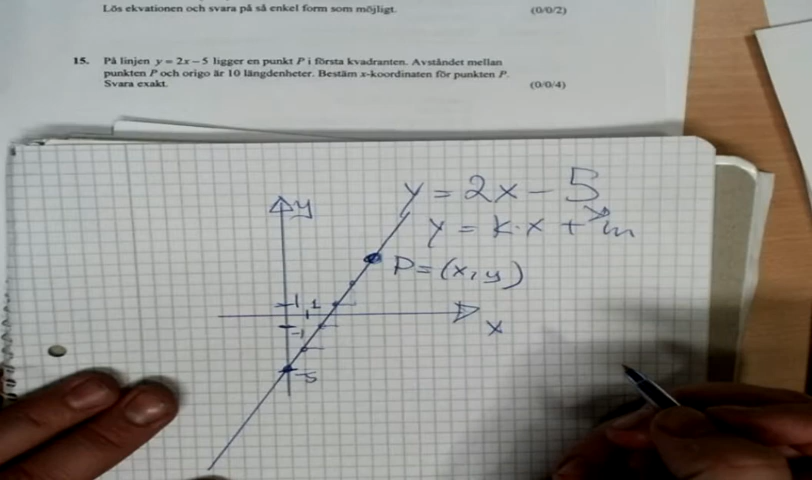 Lös ekvationen och svara på så enkel form som möjligt. (0/0/2)
15. På linjen y = 2x − 5 ligger en punkt P i första kvadranten. Avståndet mellan
punkten P och origo är 10 längdenheter. Bestäm x-koordinaten för punkten P.
Svara exakt. (0/0/4)
y = 2x - 5
y
y = k·x + m
P = (x, y)
1 1
-1
x
-5